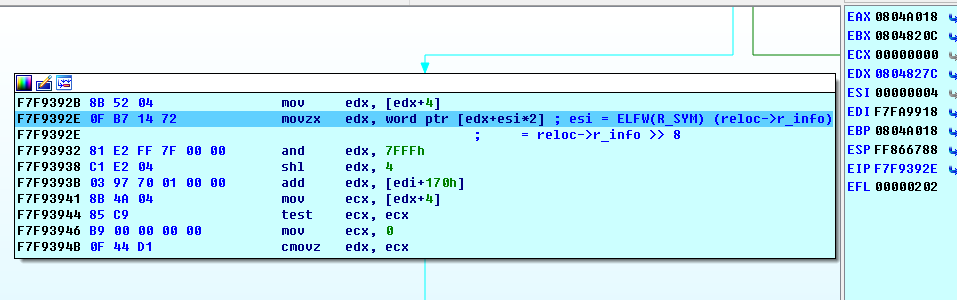 F7F9392B 8B 52 04 mov edx, [edx+4]
F7F9392E 0F B7 14 72 movzx edx, word ptr [edx+esi*2] ; esi = ELFW(R_SYM) (reloc->r_info)
F7F9392E ; = reloc->r_info >> 8
F7F93932 81 E2 FF 7F 00 00 and edx, 7FFFh
F7F93938 C1 E2 04 shl edx, 4
F7F9393B 03 97 70 01 00 00 add edx, [edi+170h]
F7F93941 8B 4A 04 mov ecx, [edx+4]
F7F93944 85 C9 test ecx, ecx
F7F93946 B9 00 00 00 00 mov ecx, 0
F7F9394B 0F 44 D1 cmovz edx, ecx
EAX 0804A018
EBX 0804820C
ECX 00000000
EDX 0804827C
ESI 00000004
EDI F7FA9918
EBP 0804A018
ESP FF866788
EIP F7F9392E
EFL 00000202